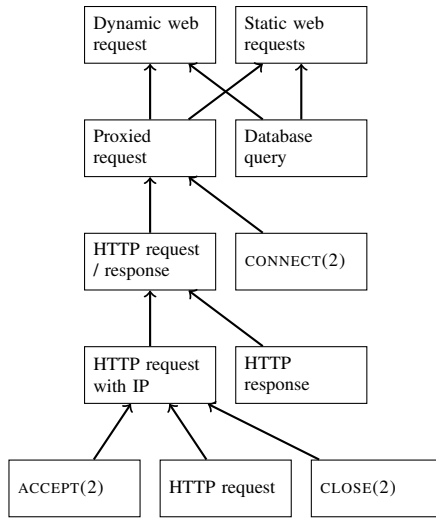 Dynamic web
request
Static web
requests
Proxied
request
Database
query
HTTP request
/ response
CONNECT(2)
HTTP request
with IP
HTTP
response
ACCEPT(2)
HTTP request
CLOSE(2)